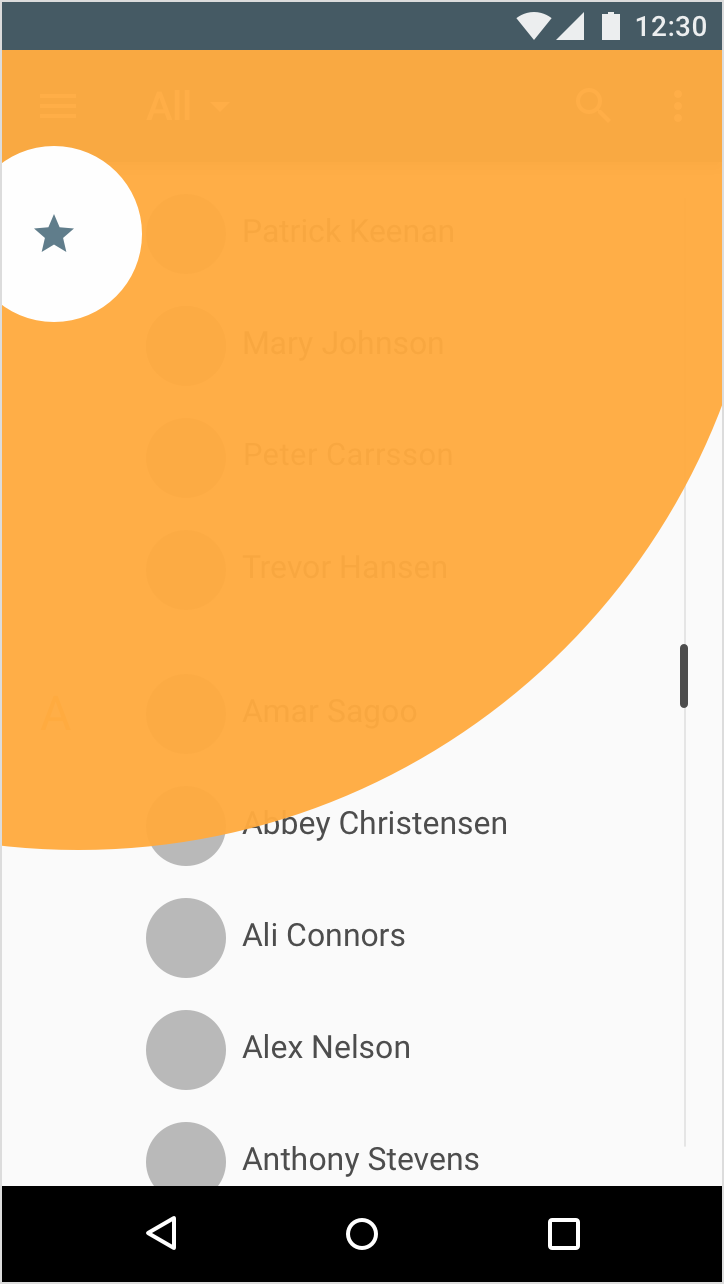 12:30
All
Patrick Keenan
Mary Johnson
Peter Carrsson
Trevor Hansen
A
Amar Sagoo
Abbey Christensen
Ali Connors
Alex Nelson
Anthony Stevens